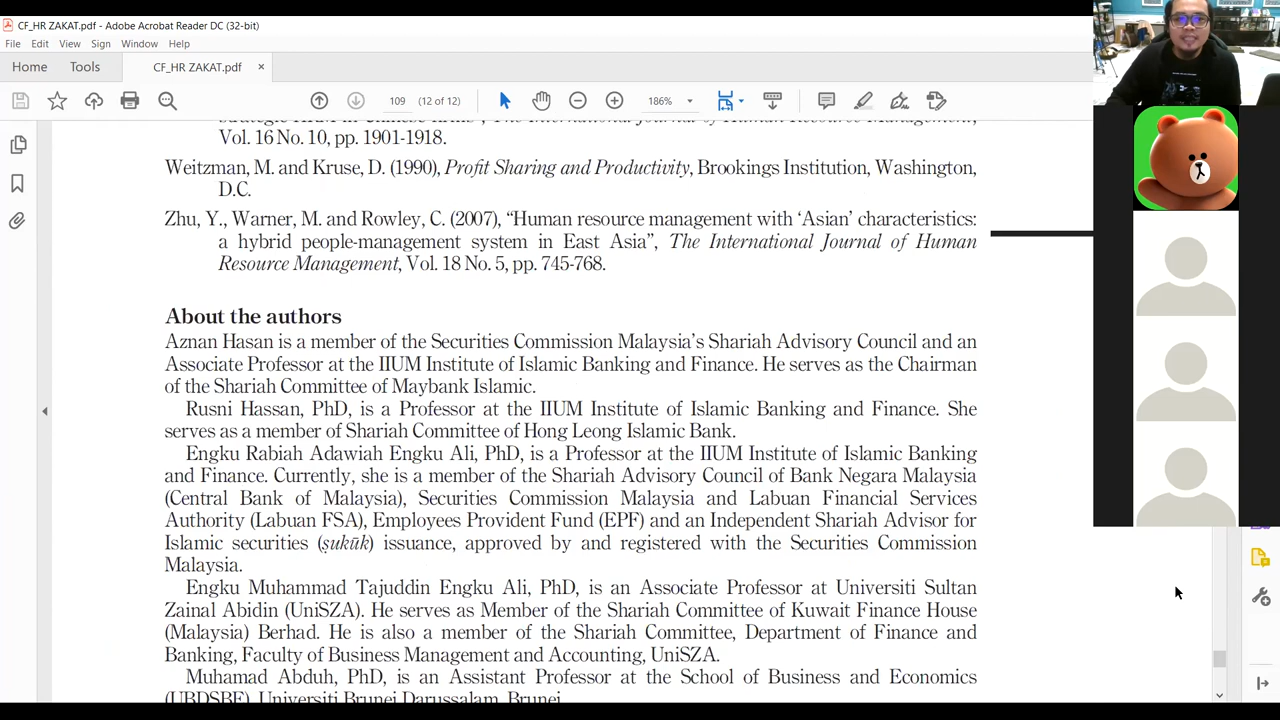 CF_HR ZAKAT.pdf - Adobe Acrobat Reader DC (32-bit)
File Edit View Sign Window Help
Home Tools CF_HR ZAKAT.pdf ×
109 (12 of 12) 186%
Vol. 16 No. 10, pp. 1901-1918.
Weitzman, M. and Kruse, D. (1990), Profit Sharing and Productivity, Brookings Institution, Washington,
D.C.
Zhu, Y., Warner, M. and Rowley, C. (2007), “Human resource management with ‘Asian’ characteristics:
a hybrid people-management system in East Asia”, The International Journal of Human
Resource Management, Vol. 18 No. 5, pp. 745-768.
About the authors
Aznan Hasan is a member of the Securities Commission Malaysia’s Shariah Advisory Council and an
Associate Professor at the IIUM Institute of Islamic Banking and Finance. He serves as the Chairman
of the Shariah Committee of Maybank Islamic.
Rusni Hassan, PhD, is a Professor at the IIUM Institute of Islamic Banking and Finance. She
serves as a member of Shariah Committee of Hong Leong Islamic Bank.
Engku Rabiah Adawiah Engku Ali, PhD, is a Professor at the IIUM Institute of Islamic Banking
and Finance. Currently, she is a member of the Shariah Advisory Council of Bank Negara Malaysia
(Central Bank of Malaysia), Securities Commission Malaysia and Labuan Financial Services
Authority (Labuan FSA), Employees Provident Fund (EPF) and an Independent Shariah Advisor for
Islamic securities (ṣukūk) issuance, approved by and registered with the Securities Commission
Malaysia.
Engku Muhammad Tajuddin Engku Ali, PhD, is an Associate Professor at Universiti Sultan
Zainal Abidin (UniSZA). He serves as Member of the Shariah Committee of Kuwait Finance House
(Malaysia) Berhad. He is also a member of the Shariah Committee, Department of Finance and
Banking, Faculty of Business Management and Accounting, UniSZA.
Muhamad Abduh, PhD, is an Assistant Professor at the School of Business and Economics
(UBDSBE), Universiti Brunei Darussalam, Brunei.